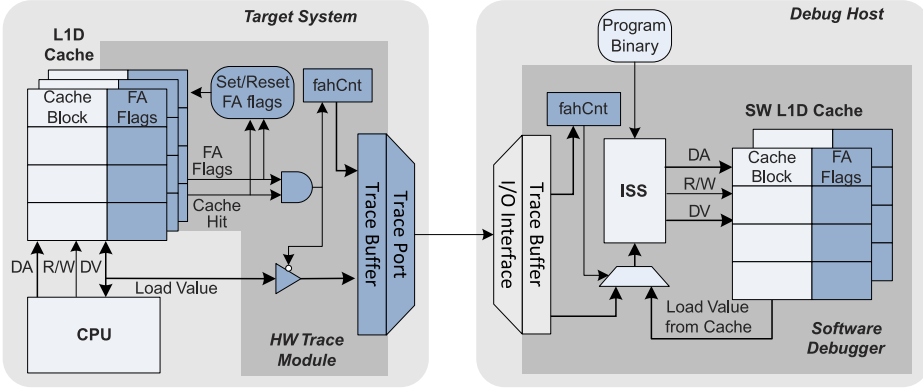 Target System
L1D
Cache
Cache
Block
FA
Flags
Set/Reset
FA flags
fahCnt
FA
Flags
Cache
Hit
DA
R/W
DV
Load Value
CPU
HW Trace
Module
Trace Buffer
Trace Port
Debug Host
Program
Binary
fahCnt
I/O Interface
Trace Buffer
ISS
DA
R/W
DV
SW L1D Cache
Cache
Block
FA
Flags
Load Value
from Cache
Software
Debugger